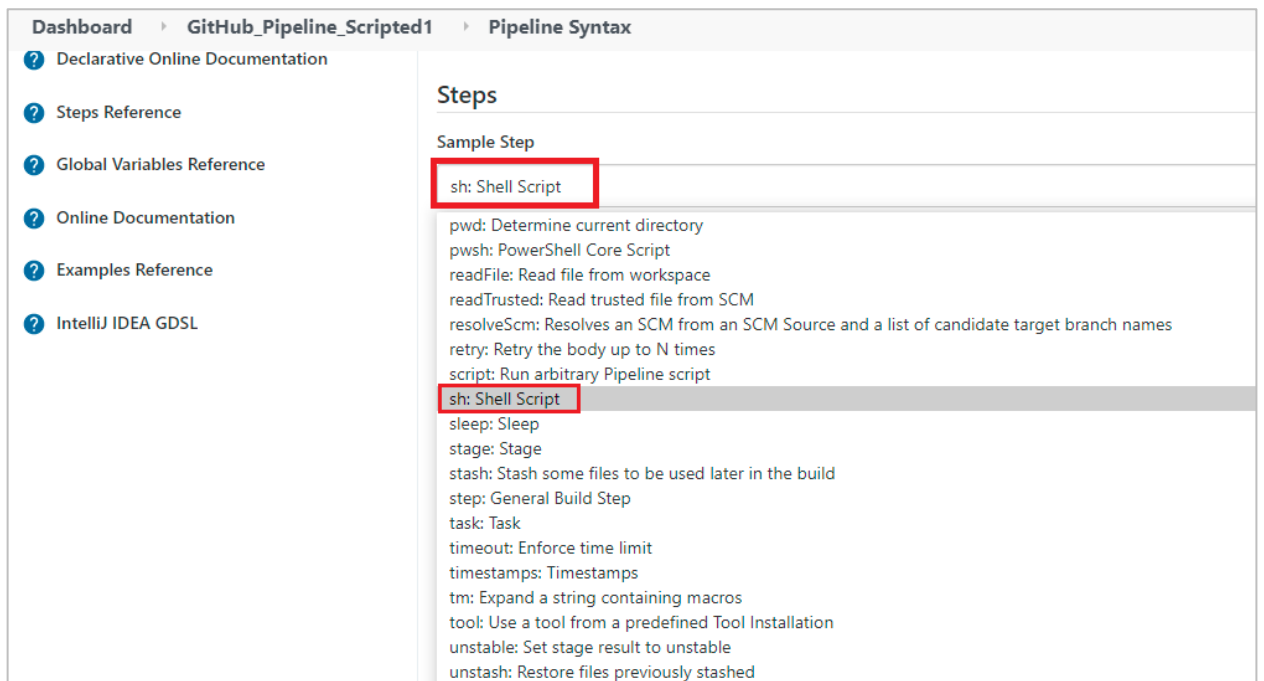 Dashboard GitHub_Pipeline_Scripted1 Pipeline Syntax
Declarative Online Documentation
Steps Reference
Global Variables Reference
Online Documentation
Examples Reference
IntelliJ IDEA GDSL
Steps
Sample Step
sh: Shell Script
pwd: Determine current directory
pwsh: PowerShell Core Script
readFile: Read file from workspace
readTrusted: Read trusted file from SCM
resolveScm: Resolves an SCM from an SCM Source and a list of candidate target branch names
retry: Retry the body up to N times
script: Run arbitrary Pipeline script
sh: Shell Script
sleep: Sleep
stage: Stage
stash: Stash some files to be used later in the build
step: General Build Step
task: Task
timeout: Enforce time limit
timestamps: Timestamps
tm: Expand a string containing macros
tool: Use a tool from a predefined Tool Installation
unstable: Set stage result to unstable
unstash: Restore files previously stashed